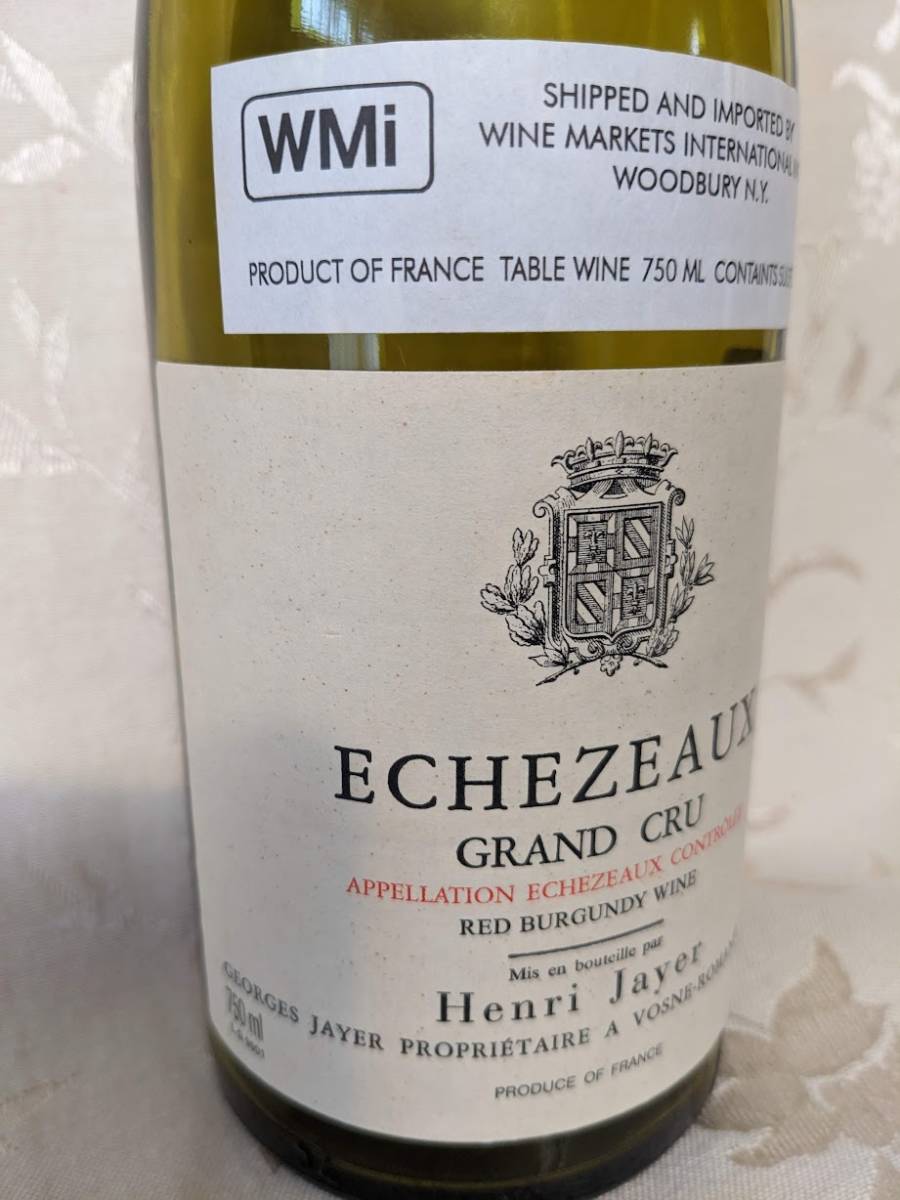 WMi
SHIPPED AND IMPORTED BY
WINE MARKETS INTERNATIONAL
WOODBURY N.Y.
PRODUCT OF FRANCE TABLE WINE 750 ML CONTAINTS
ECHEZEAUX
GRAND CRU
APPELLATION ECHEZEAUX CONTROLÉE
RED BURGUNDY WINE
Mis en bouteille par
Henri Jayer
GEORGES JAYER PROPRIÉTAIRE A VOSNE-ROMANÉE
750 ml
PRODUCE OF FRANCE